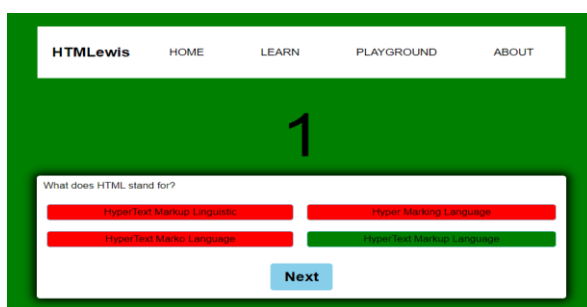 HTMLewis HOME LEARN PLAYGROUND ABOUT
1
What does HTML stand for?
HyperText Markup Linguistic Hyper Marking Language
HyperText Marko Language HyperText Markup Language
Next